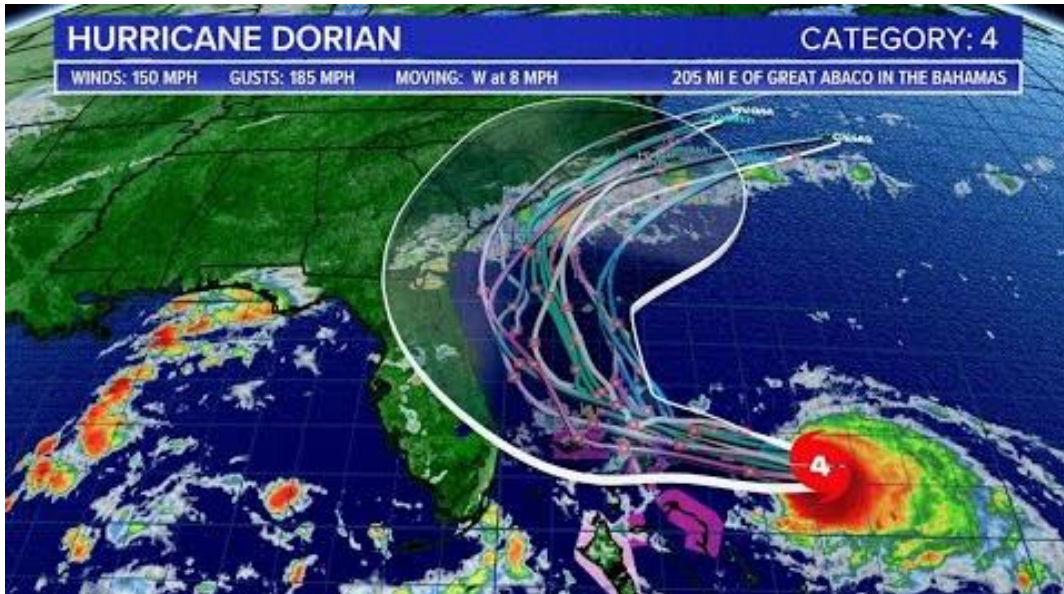 HURRICANE DORIAN
CATEGORY: 4
WINDS: 150 MPH GUSTS: 185 MPH MOVING: W at 8 MPH 205 MI E OF GREAT ABACO IN THE BAHAMAS
4